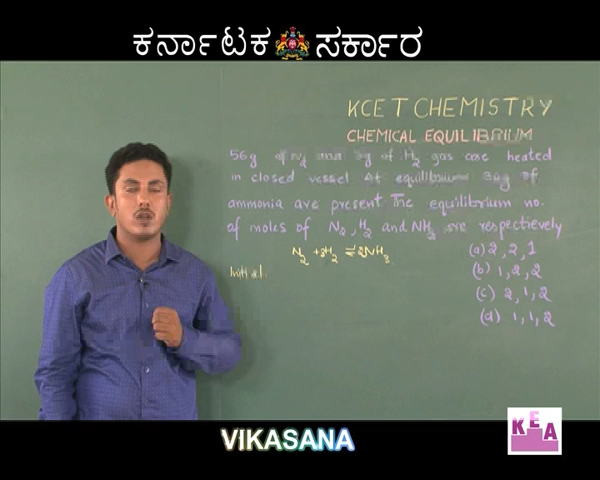 ಕರ್ನಾಟಕ ಸರ್ಕಾರ
KCET CHEMISTRY
CHEMICAL EQUILIBRIUM
56g of N2 and 8g of H2 gas are heated
in closed vessel At equilibrium of
ammonia are present The equilibrium no.
of moles of N2, H2 and NH3 are respectievely
N2 + 3H2 ⇌ 2NH3
(a) 2, 2, 1
Initial
(b) 1, 2, 2
(c) 2, 1, 2
(d) 1, 1, 2
KEA
VIKASANA